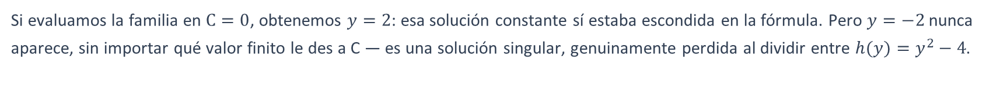 Si evaluamos la familia en C = 0, obtenemos y = 2: esa solución constante sí estaba escondida en la fórmula. Pero y = −2 nunca
aparece, sin importar qué valor finito le des a C — es una solución singular, genuinamente perdida al dividir entre h(y) = y² − 4.